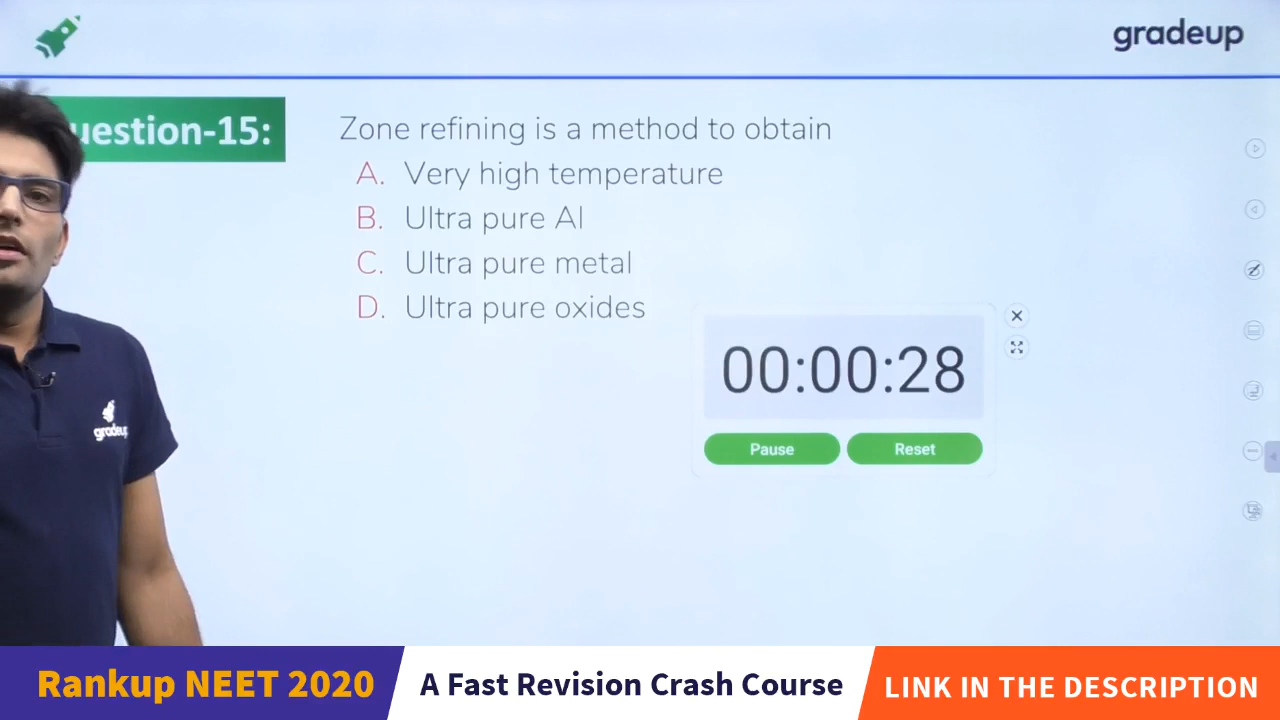 gradeup
uestion-15:
Zone refining is a method to obtain
A. Very high temperature
B. Ultra pure Al
C. Ultra pure metal
D. Ultra pure oxides
00:00:28
Pause
Reset
gradeup
Rankup NEET 2020
A Fast Revision Crash Course
LINK IN THE DESCRIPTION